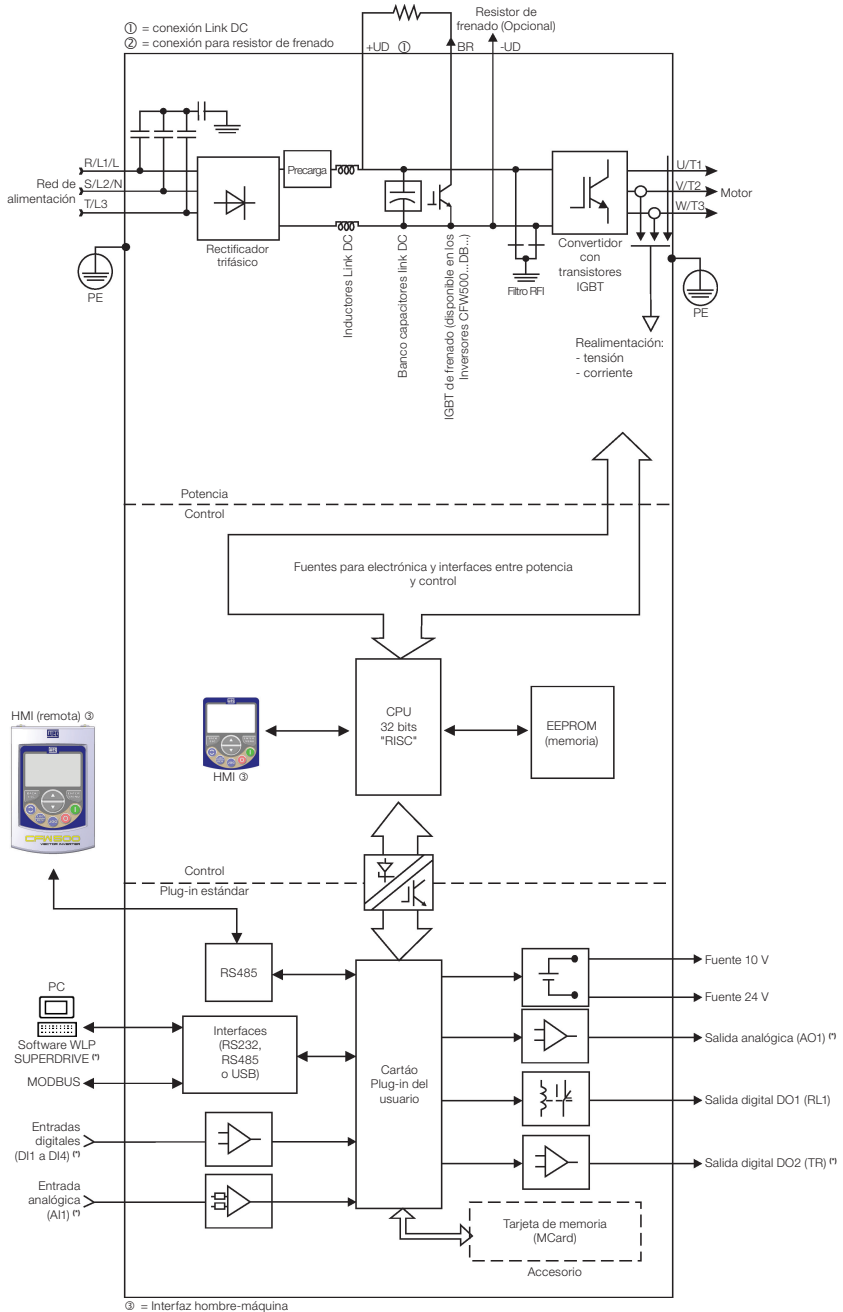 ① = conexión Link DC
② = conexión para resistor de frenado
Resistor de
frenado (Opcional)
+UD ①
BR
-UD
R/L1/L
S/L2/N
T/L3
Red de
alimentación
PE
Precarga
Rectificador
trifásico
Inductores Link DC
Banco capacitores link DC
IGBT de frenado (disponible en los
Inversores CFW500...DB...)
Filtro RFI
Convertidor
con
transistores
IGBT
U/T1
V/T2
W/T3
Motor
PE
Realimentación:
- tensión
- corriente
Potencia
Control
Fuentes para electrónica y interfaces entre potencia
y control
HMI (remota) ③
CFW500
VECTOR INVERTER
HMI ③
CPU
32 bits
"RISC"
EEPROM
(memoria)
Control
Plug-in estándar
RS485
PC
Software WLP
SUPERDRIVE (*)
MODBUS
Interfaces
(RS232,
RS485
o USB)
Entradas
digitales
(DI1 a DI4) (*)
Entrada
analógica
(AI1) (*)
Cartáo
Plug-in del
usuario
Fuente 10 V
Fuente 24 V
Salida analógica (AO1) (*)
Salida digital DO1 (RL1)
Salida digital DO2 (TR) (*)
Tarjeta de memoria
(MCard)
Accesorio
③ = Interfaz hombre-máquina